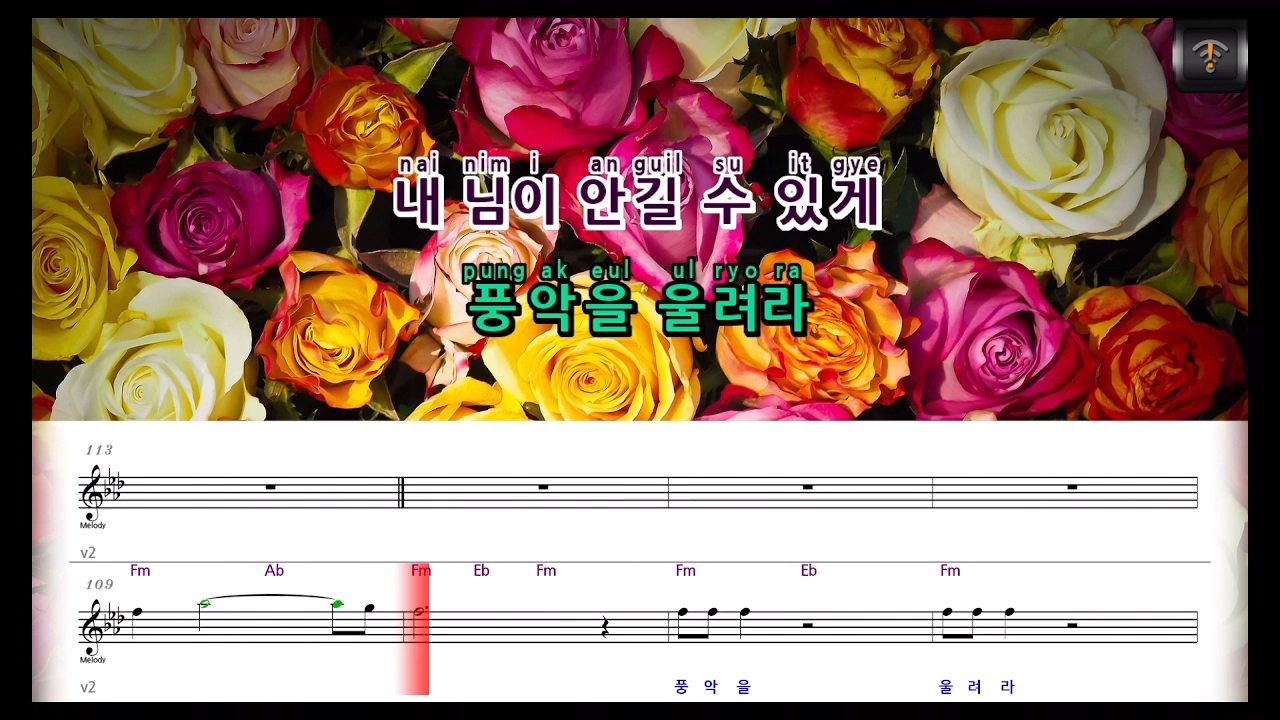 nai nim i an guil su it gye
내 님이 안길 수 있게
pung ak eul ul ryo ra
풍악을 울려라
113
Melody
v2
Fm Ab Fm Eb Fm Fm Eb Fm
109
Melody
v2 풍 악 을 울 려 라